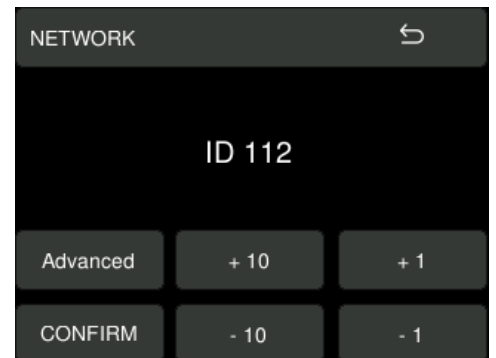 NETWORK
ID 112
Advanced + 10 + 1
CONFIRM - 10 - 1